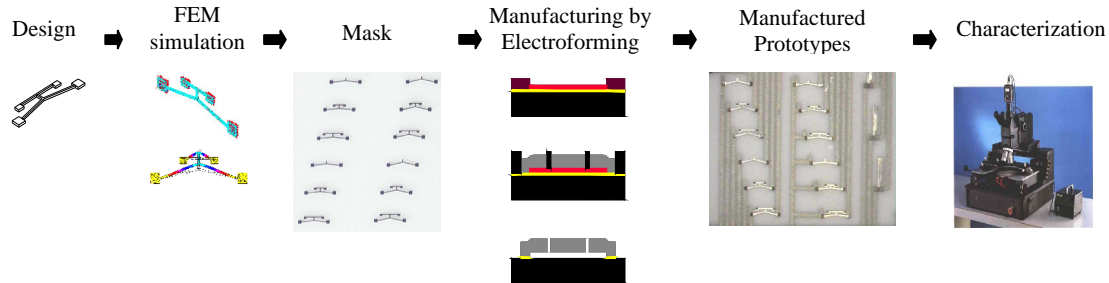 Design
FEM
simulation
Mask
Manufacturing by
Electroforming
Manufactured
Prototypes
Characterization